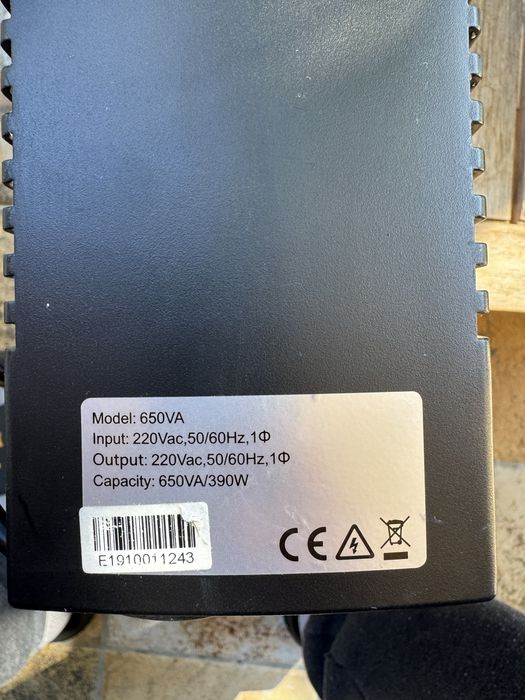 Model: 650VA
Input: 220Vac,50/60Hz,1Φ
Output: 220Vac,50/60Hz,1Φ
Capacity: 650VA/390W
E1910011243
CE